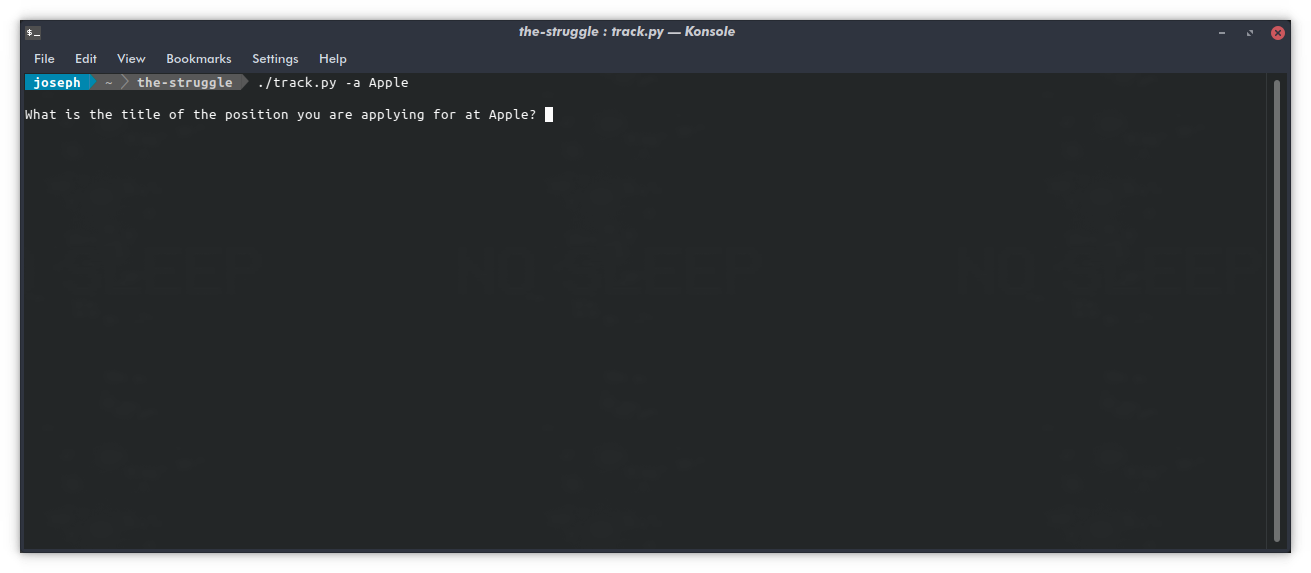 the-struggle : track.py — Konsole
File Edit View Bookmarks Settings Help
joseph ~ the-struggle ./track.py -a Apple
What is the title of the position you are applying for at Apple?